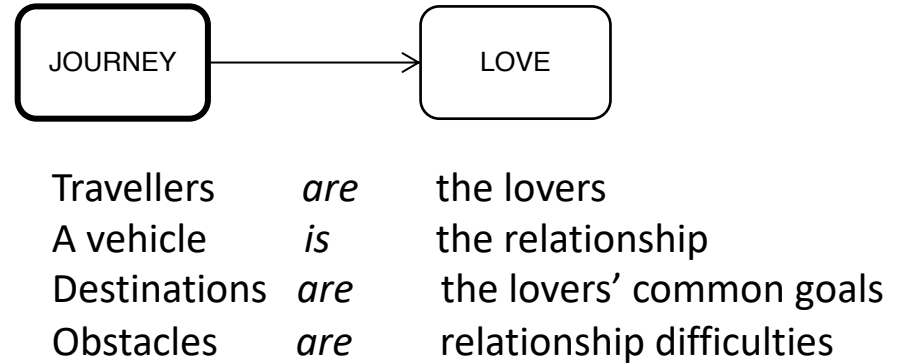 JOURNEY LOVE
Travellers are the lovers
A vehicle is the relationship
Destinations are the lovers’ common goals
Obstacles are relationship difficulties